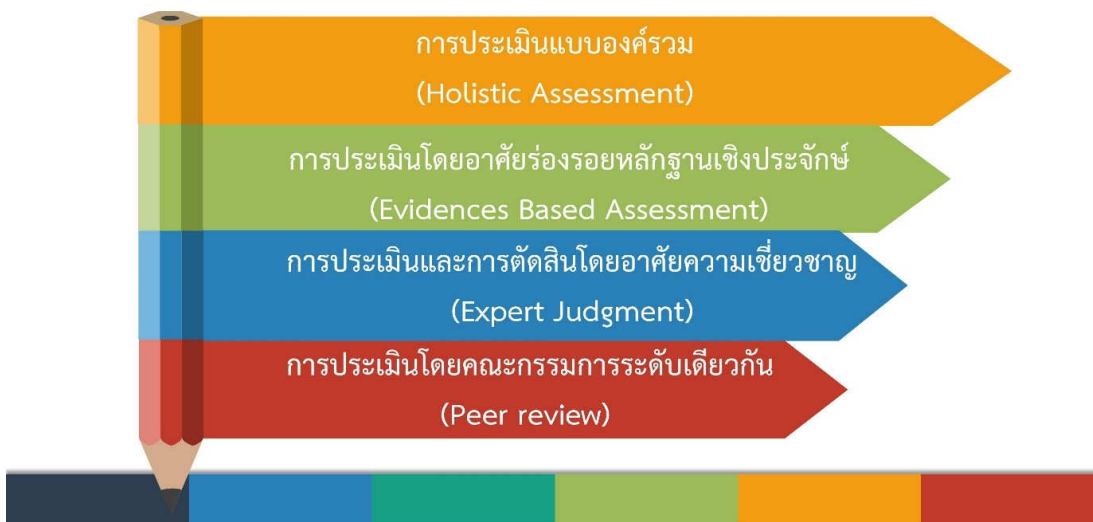 การประเมินแบบองค์รวม
(Holistic Assessment)
การประเมินโดยอาศัยร่องรอยหลักฐานเชิงประจักษ์
(Evidences Based Assessment)
การประเมินและการตัดสินโดยอาศัยความเชี่ยวชาญ
(Expert Judgment)
การประเมินโดยคณะกรรมการระดับเดียวกัน
(Peer review)